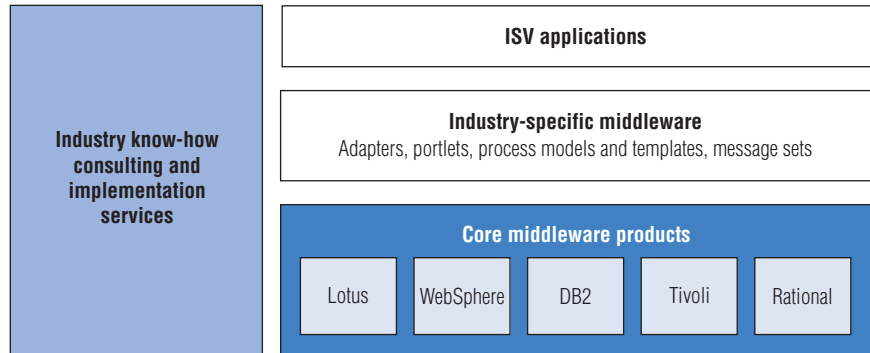 Industry know-how
consulting and
implementation
services
ISV applications
Industry-specific middleware
Adapters, portlets, process models and templates, message sets
Core middleware products
Lotus
WebSphere
DB2
Tivoli
Rational